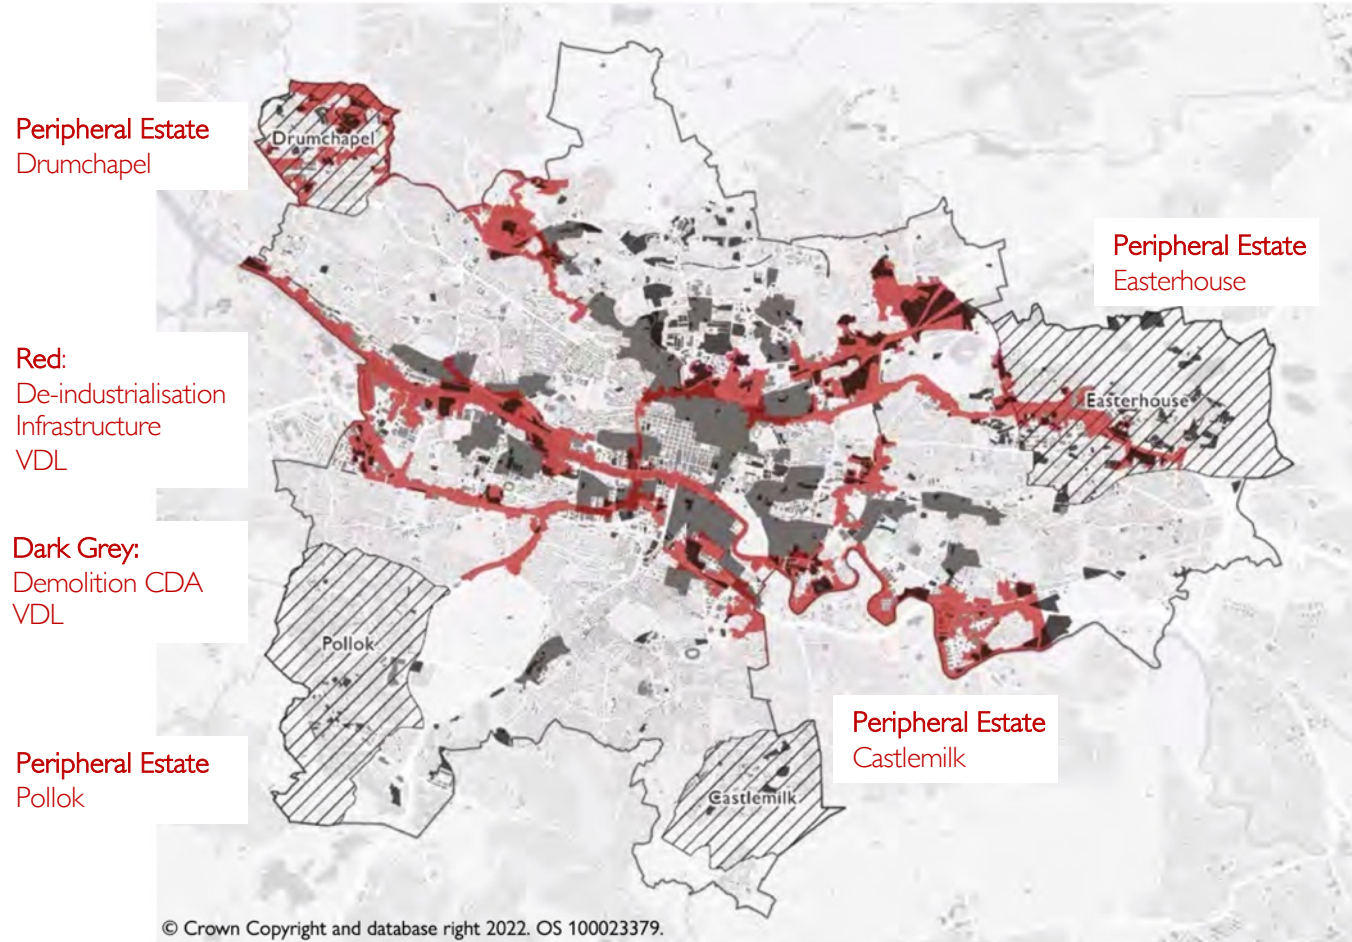 Peripheral Estate
Drumchapel
Drumchapel
Peripheral Estate
Easterhouse
Red:
De-industrialisation
Infrastructure
VDL
Easterhouse
Dark Grey:
Demolition CDA
VDL
Pollok
Peripheral Estate
Castlemilk
Peripheral Estate
Pollok
Castlemilk
© Crown Copyright and database right 2022. OS 100023379.